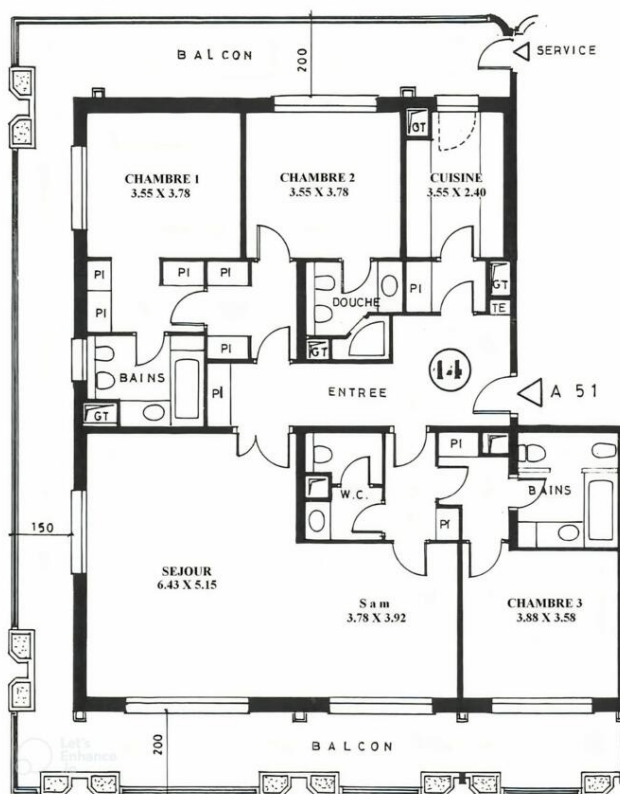 BALCON
200
SERVICE
GT
CHAMBRE 1
3.55 X 3.78
CHAMBRE 2
3.55 X 3.78
CUISINE
3.55 X 2.40
PI
PI
PI
PI
GT
PI
DOUCHE
TE
PI
GT
14
BAINS
PI
ENTREE
A 51
GT
PI
W.C.
BAINS
PI
150
SEJOUR
6.43 X 5.15
S a m
3.78 X 3.92
CHAMBRE 3
3.88 X 3.58
200
BALCON
Let's
Enhance